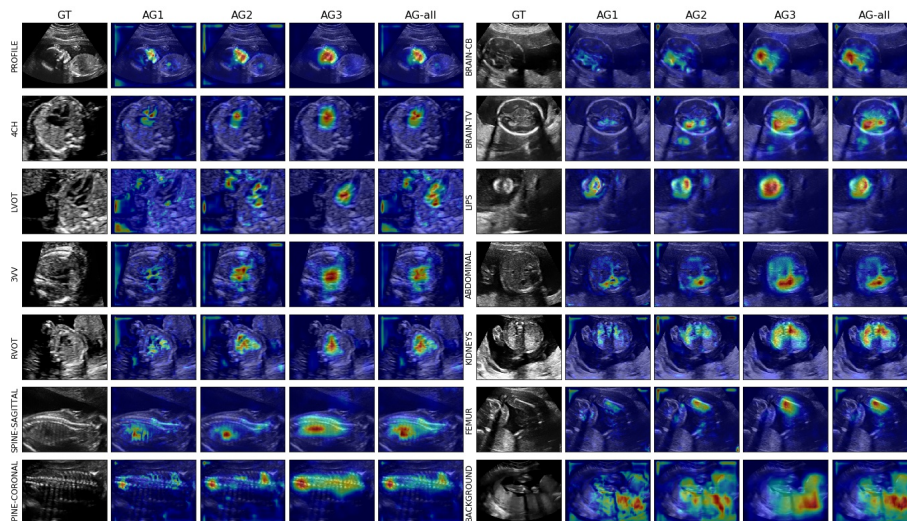 GT AG1 AG2 AG3 AG-all GT AG1 AG2 AG3 AG-all
PROFILE
BRAIN-CB
4CH
BRAIN-TV
LVOT
LIPS
3VV
ABDOMINAL
RVOT
KIDNEYS
SPINE-SAGITTAL
FEMUR
PINE-CORONAL
BACKGROUND